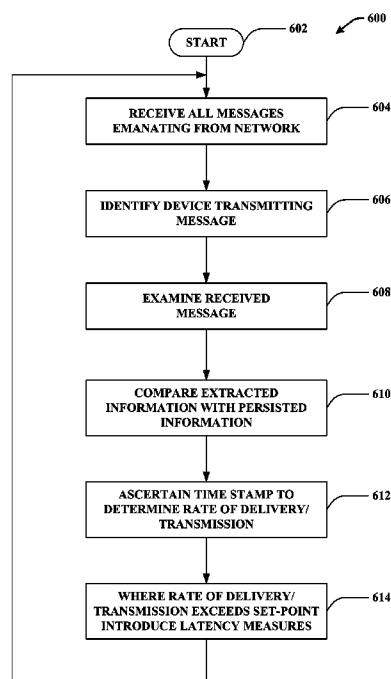 START
602
600
RECEIVE ALL MESSAGES
EMANATING FROM NETWORK
604
IDENTIFY DEVICE TRANSMITTING
MESSAGE
606
EXAMINE RECEIVED
MESSAGE
608
COMPARE EXTRACTED
INFORMATION WITH PERSISTED
INFORMATION
610
ASCERTAIN TIME STAMP TO
DETERMINE RATE OF DELIVERY/
TRANSMISSION
612
WHERE RATE OF DELIVERY/
TRANSMISSION EXCEEDS SET-POINT
INTRODUCE LATENCY MEASURES
614